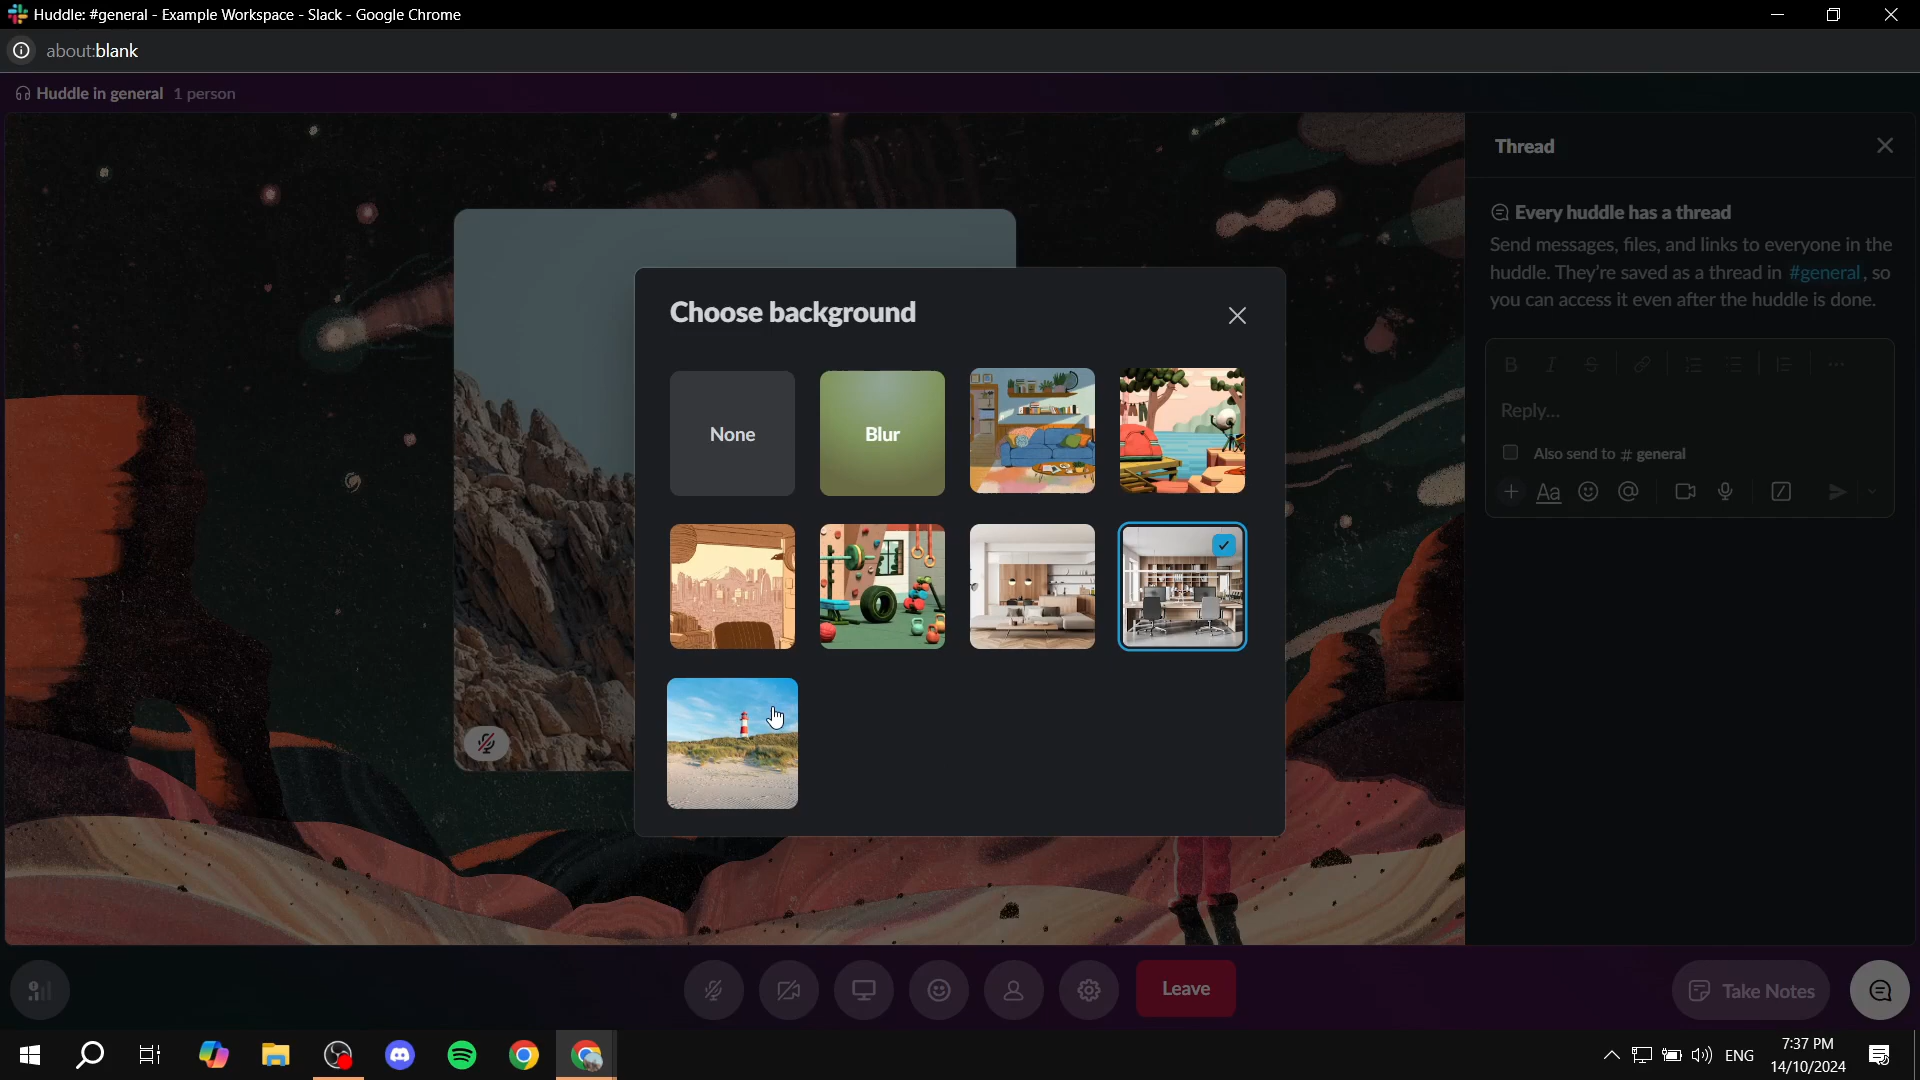 Huddle: #general - Example Workspace - Slack - Google Chrome
about:blank
Huddle in general 1 person
Thread
Every huddle has a thread
Send messages, files, and links to everyone in the
huddle. They're saved as a thread in #general, so
you can access it even after the huddle is done.
Reply...
Also send to # general
Aa
Choose background
None
Blur
Leave
Take Notes
ENG
7:37 PM
14/10/2024